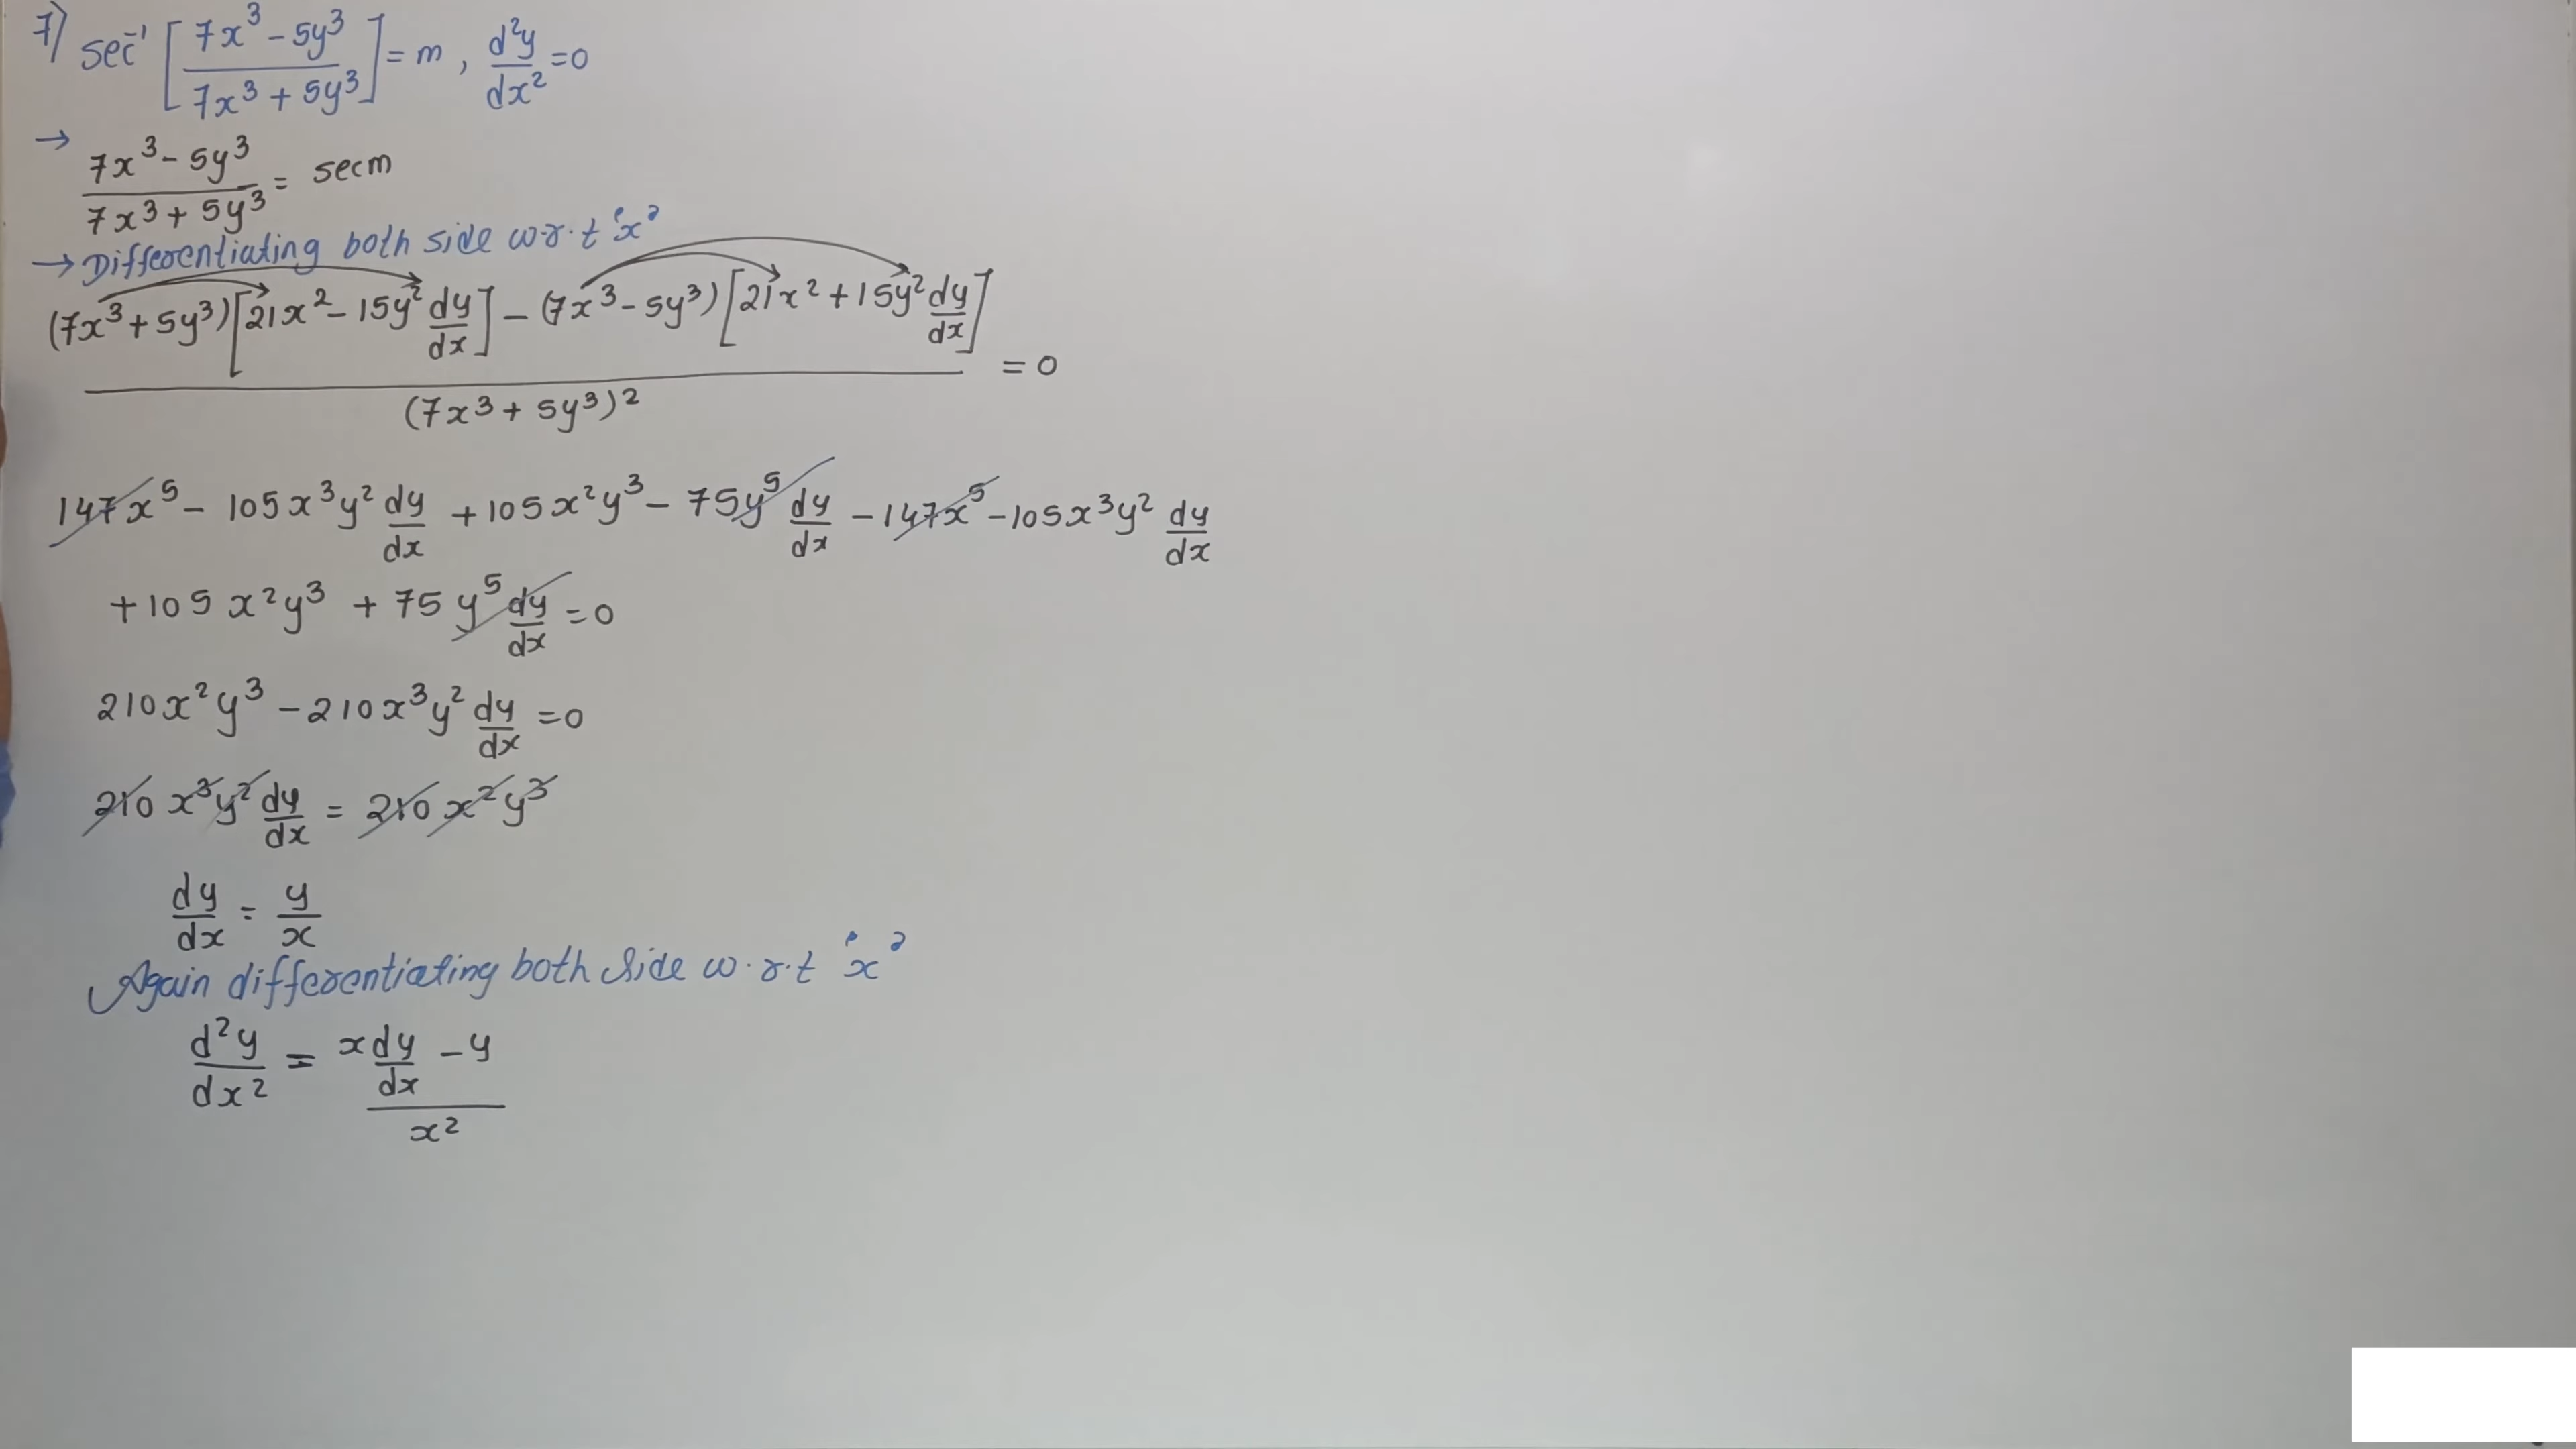 7) sec⁻¹ [7x³ - 5y³ / 7x³ + 5y³] = m , d²y/dx² = 0
→ 7x³ - 5y³ / 7x³ + 5y³ = secm
→ Differentiating both side w.r.t 'x'
(7x³ + 5y³)[21x² - 15y² dy/dx] - (7x³ - 5y³)[21x² + 15y² dy/dx] / (7x³ + 5y³)² = 0
147x⁵ - 105x³y² dy/dx + 105x²y³ - 75y⁵ dy/dx - 147x⁵ - 105x³y² dy/dx
+ 105x²y³ + 75y⁵ dy/dx = 0
210x²y³ - 210x³y² dy/dx = 0
210x³y² dy/dx = 210x²y³
dy/dx = y/x
Again differentiating both side w.r.t 'x'
d²y/dx² = x dy/dx - y / x²